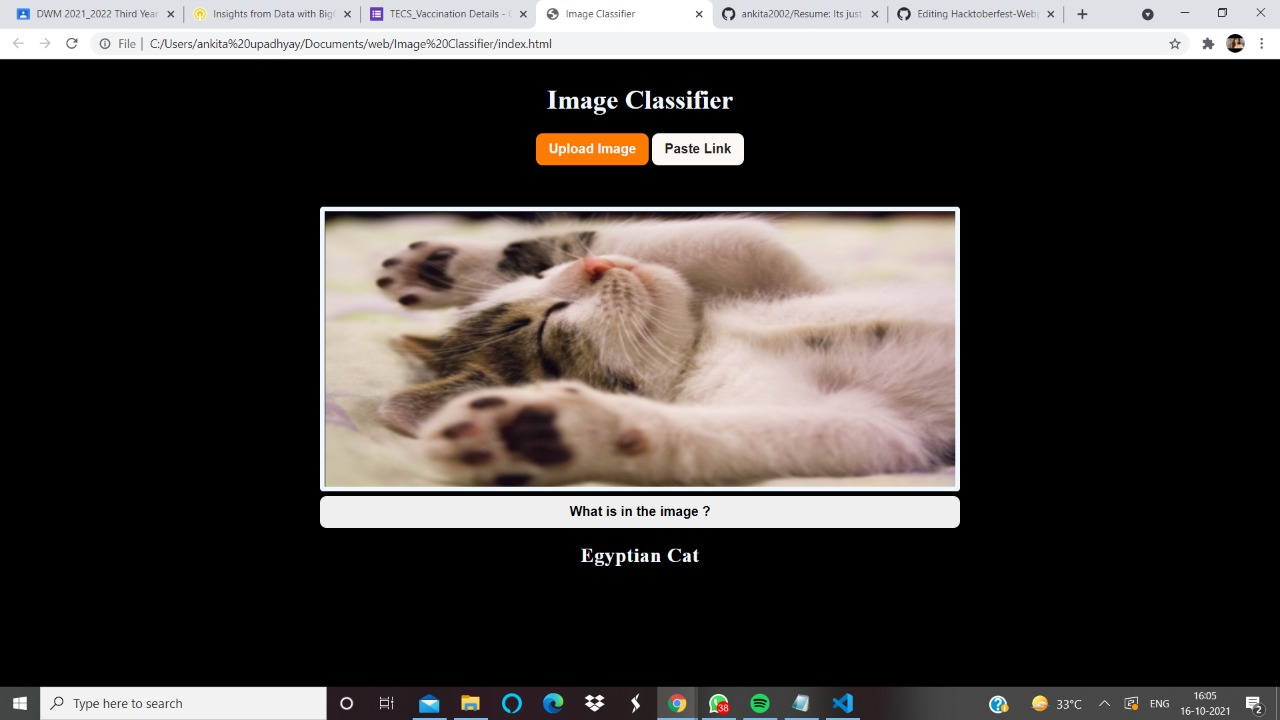 DWM 2021_2022 Third Year
Insights from Data with Big
TECS_Vaccination Details -
Image Classifier
ankita2002/Resume: Its just
Editing Hacktoberfest-Web
File
C:/Users/ankita%20upadhyay/Documents/web/Image%20Classifier/index.html
Image Classifier
Upload Image
Paste Link
What is in the image ?
Egyptian Cat
Type here to search
38
33°C
ENG
16:05
16-10-2021
2